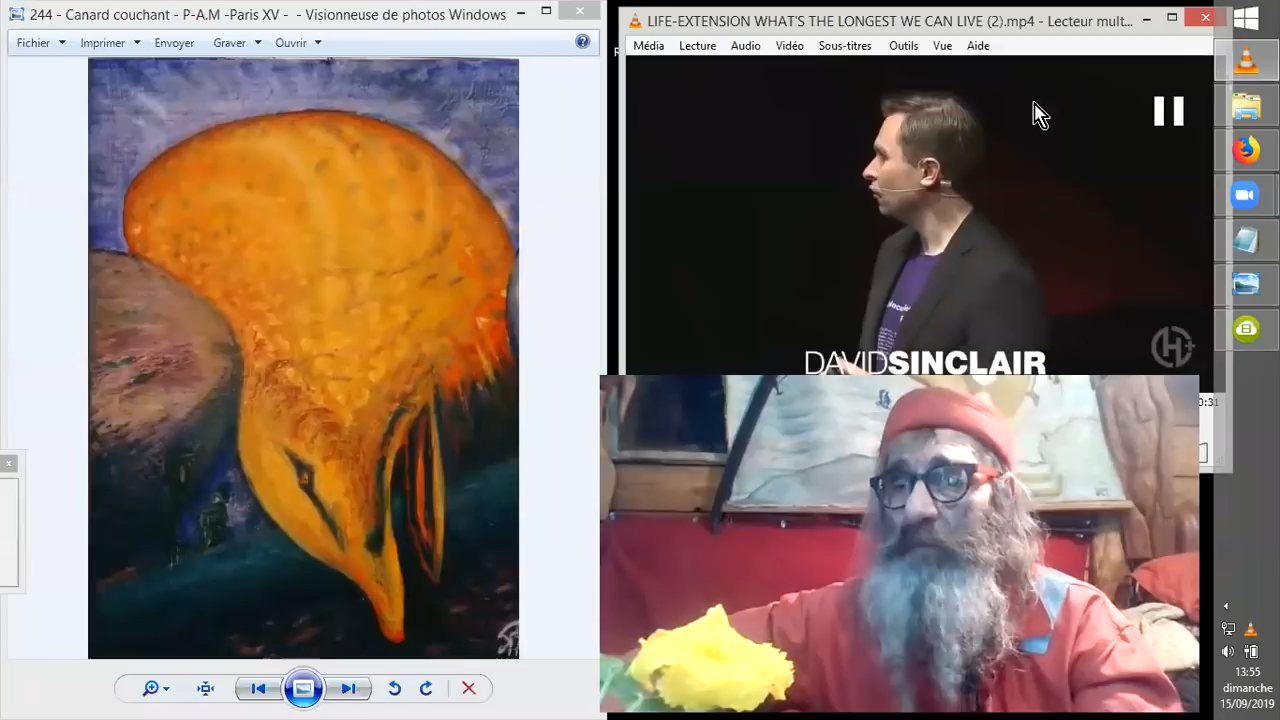 244 - Canard couchant - P-A-M -Paris XV - - Visionneuse de photos Windows
Fichier Imprimer Envoyer Graver Ouvrir
LIFE-EXTENSION WHAT'S THE LONGEST WE CAN LIVE (2).mp4 - Lecteur mult...
Média Lecture Audio Vidéo Sous-titres Outils Vue Aide
DAVIDSINCLAIR
0:31
13:55
dimanche
15/09/2019